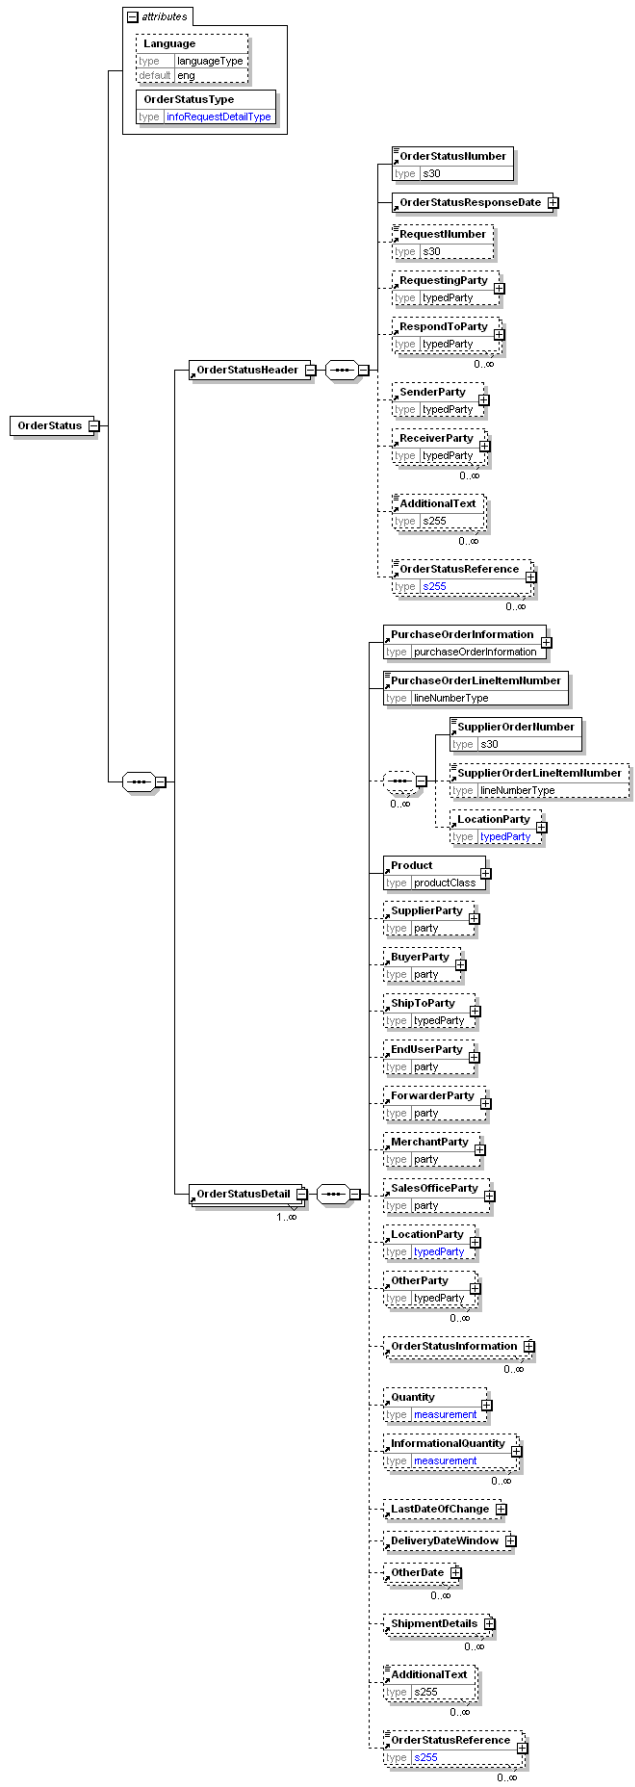 attributes
Language
type languageType
default eng
OrderStatusType
type infoRequestDetailType
OrderStatus
OrderStatusHeader
OrderStatusNumber
type s30
OrderStatusResponseDate
RequestNumber
type s30
RequestingParty
type typedParty
RespondToParty
type typedParty
0..∞
SenderParty
type typedParty
ReceiverParty
type typedParty
0..∞
AdditionalText
type s255
0..∞
OrderStatusReference
type s255
0..∞
OrderStatusDetail
1..∞
PurchaseOrderInformation
type purchaseOrderInformation
PurchaseOrderLineItemNumber
type lineNumberType
0..∞
SupplierOrderNumber
type s30
SupplierOrderLineItemNumber
type lineNumberType
LocationParty
type typedParty
Product
type productClass
SupplierParty
type party
BuyerParty
type party
ShipToParty
type typedParty
EndUserParty
type party
ForwarderParty
type party
MerchantParty
type party
SalesOfficeParty
type party
LocationParty
type typedParty
OtherParty
type typedParty
0..∞
OrderStatusInformation
0..∞
Quantity
type measurement
InformationalQuantity
type measurement
0..∞
LastDateOfChange
DeliveryDateWindow
OtherDate
0..∞
ShipmentDetails
0..∞
AdditionalText
type s255
0..∞
OrderStatusReference
type s255
0..∞